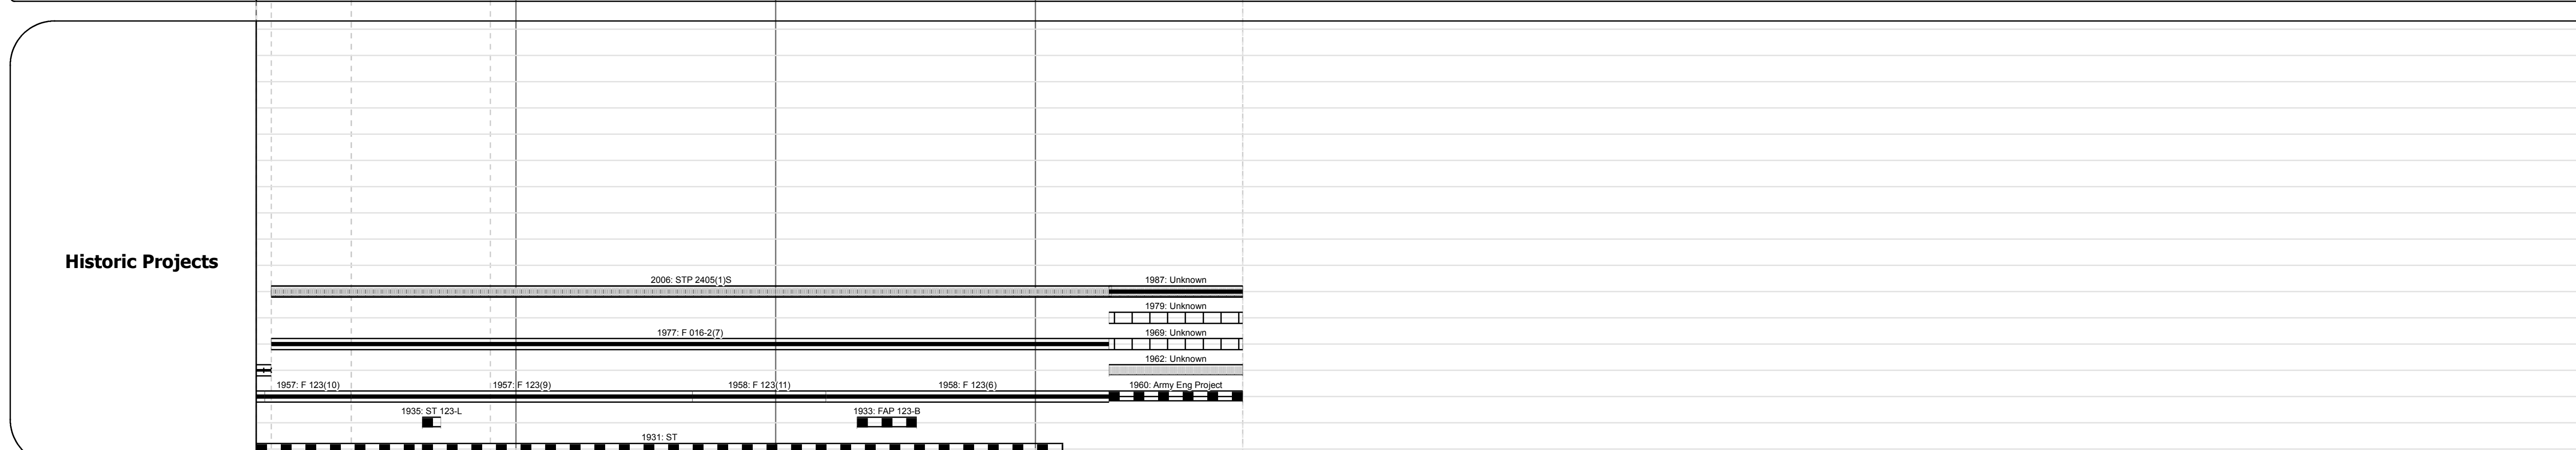 Historic Projects
2006: STP 2405(1)S
1987: Unknown
1979: Unknown
1977: F 016-2(7)
1969: Unknown
1962: Unknown
1957: F 123(10)
1957: F 123(9)
1958: F 123(11)
1958: F 123(6)
1960: Army Eng Project
1935: ST 123-L
1933: FAP 123-B
1931: ST